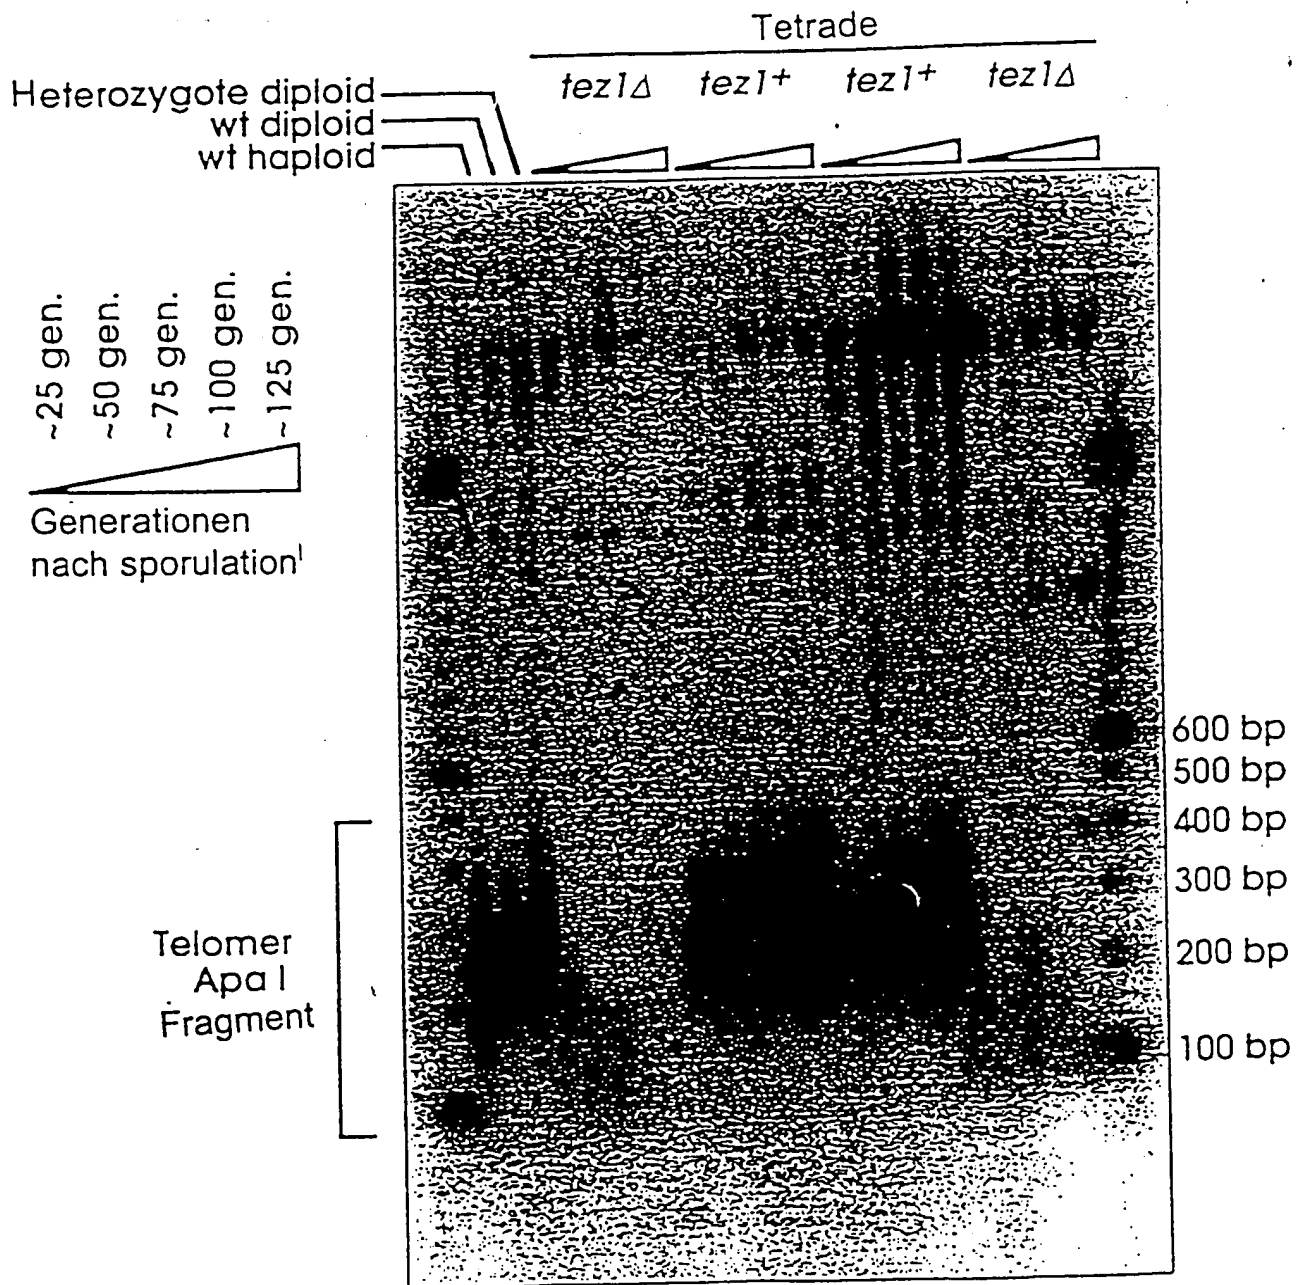 Tetrade
tez1Δ tez1+ tez1+ tez1Δ
Heterozygote diploid
wt diploid
wt haploid
~25 gen.
~50 gen.
~75 gen.
~100 gen.
~125 gen.
Generationen
nach sporulation
600 bp
500 bp
400 bp
300 bp
200 bp
100 bp
Telomer
Apa I
Fragment